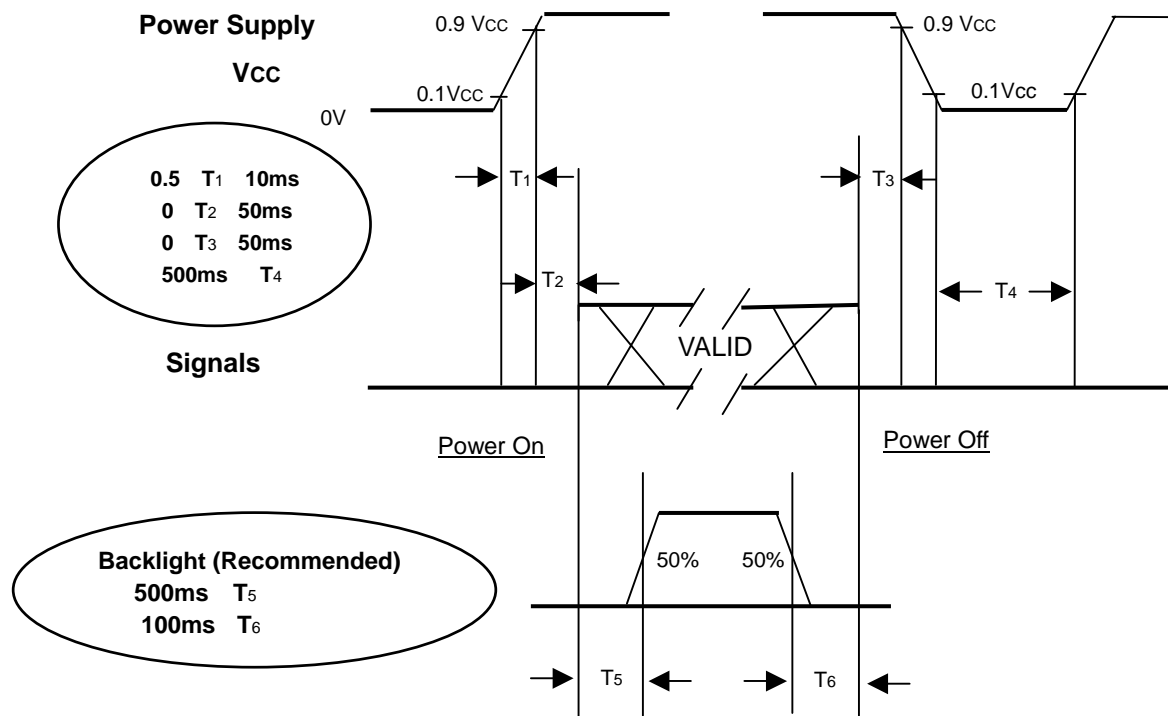 Power Supply
Vcc
0.9 Vcc
0.1Vcc
0V
0.9 Vcc
0.1Vcc
0.5 T1 10ms
0 T2 50ms
0 T3 50ms
500ms T4
T1
T2
T3
T4
Signals
VALID
Power On
Power Off
Backlight (Recommended)
500ms T5
100ms T6
50%
50%
T5
T6